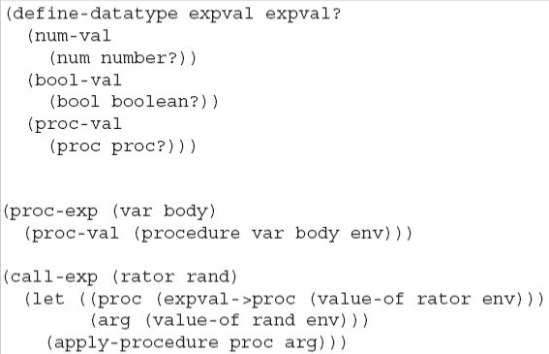 (define-datatype expval expval?
(num-val
(num number?))
(bool-val
(bool boolean?))
(proc-val
(proc proc?)))
(proc-exp (var body)
(proc-val (procedure var body env)))
(call-exp (rator rand)
(let ((proc (expval->proc (value-of rator env)))
(arg (value-of rand env)))
(apply-procedure proc arg)))